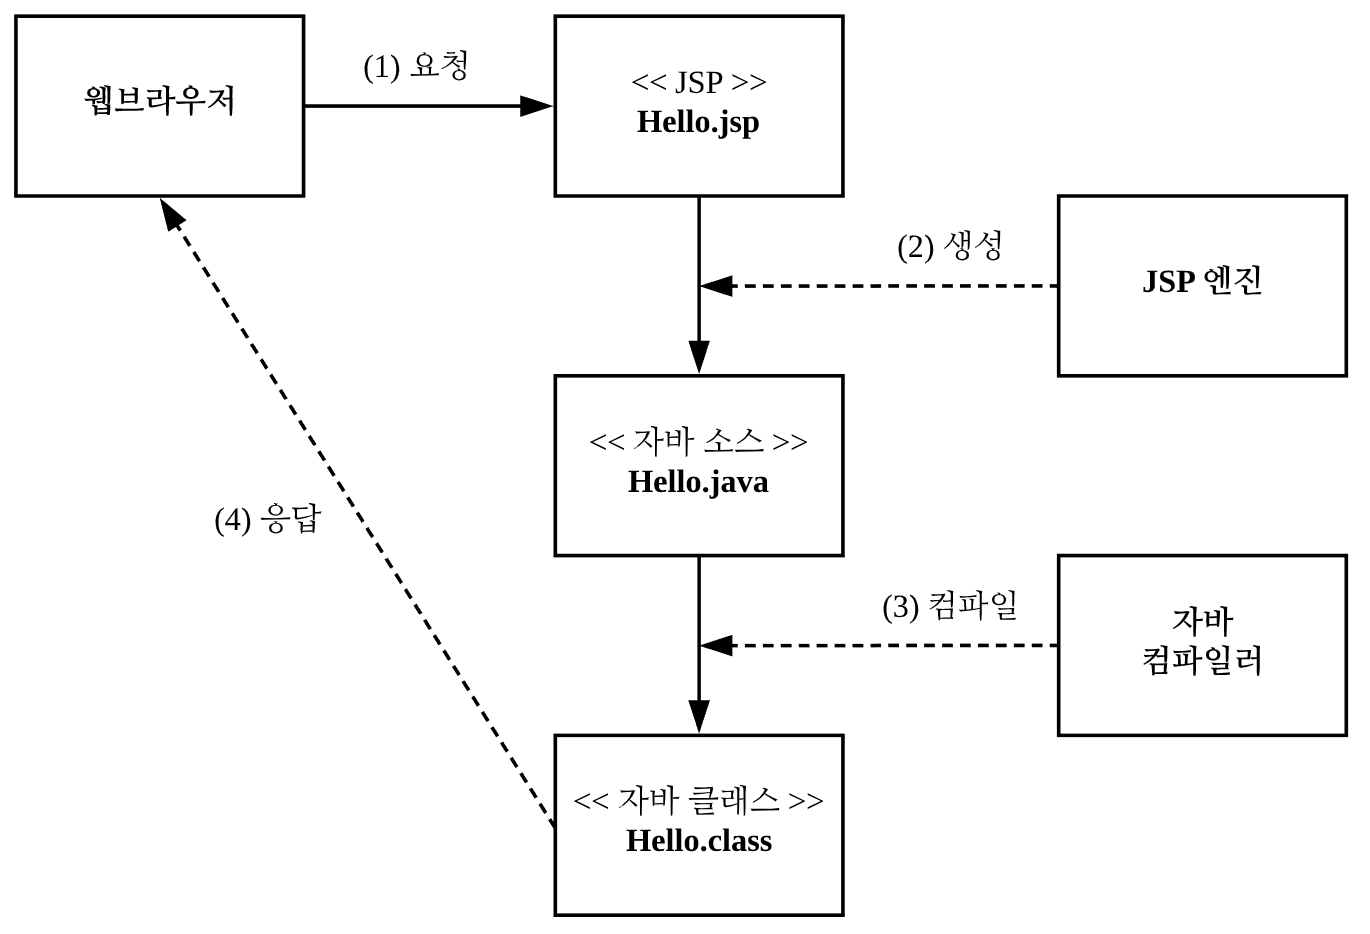 웹브라우저
(1) 요청
<< JSP >>
Hello.jsp
(2) 생성
JSP 엔진
<< 자바 소스 >>
Hello.java
(4) 응답
(3) 컴파일
자바
컴파일러
<< 자바 클래스 >>
Hello.class